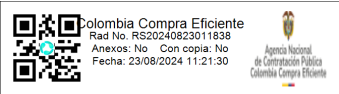 Colombia Compra Eficiente
Rad No. RS20240823011838
Anexos: No Con copia: No
Fecha: 23/08/2024 11:21:30
Agencia Nacional
de Contratación Pública
Colombia Compra Eficiente